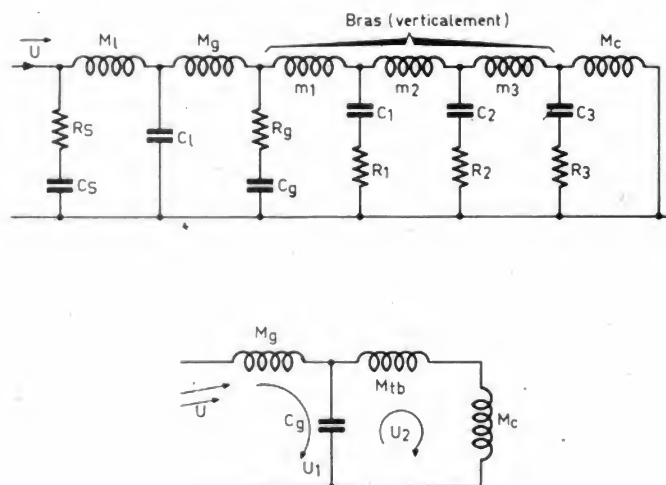 Bras (verticalement)
U Ml Mg m1 m2 m3 Mc
RS Cl Rg C1 C2 C3
CS Cg R1 R2 R3
Mg
U Mtb
Cg U2 Mc
U1